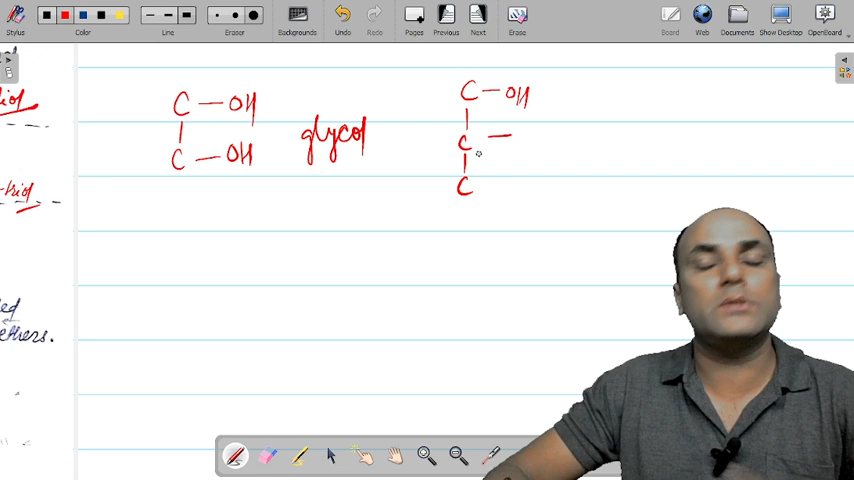 Stylus
Color
Line
Eraser
Backgrounds
Undo
Redo
Pages
Previous
Next
Erase
Board
Web
Documents
Show Desktop
OpenBoard
C — OH
C — OH
glycol
C — OH
C —
C
-triol
ethers.